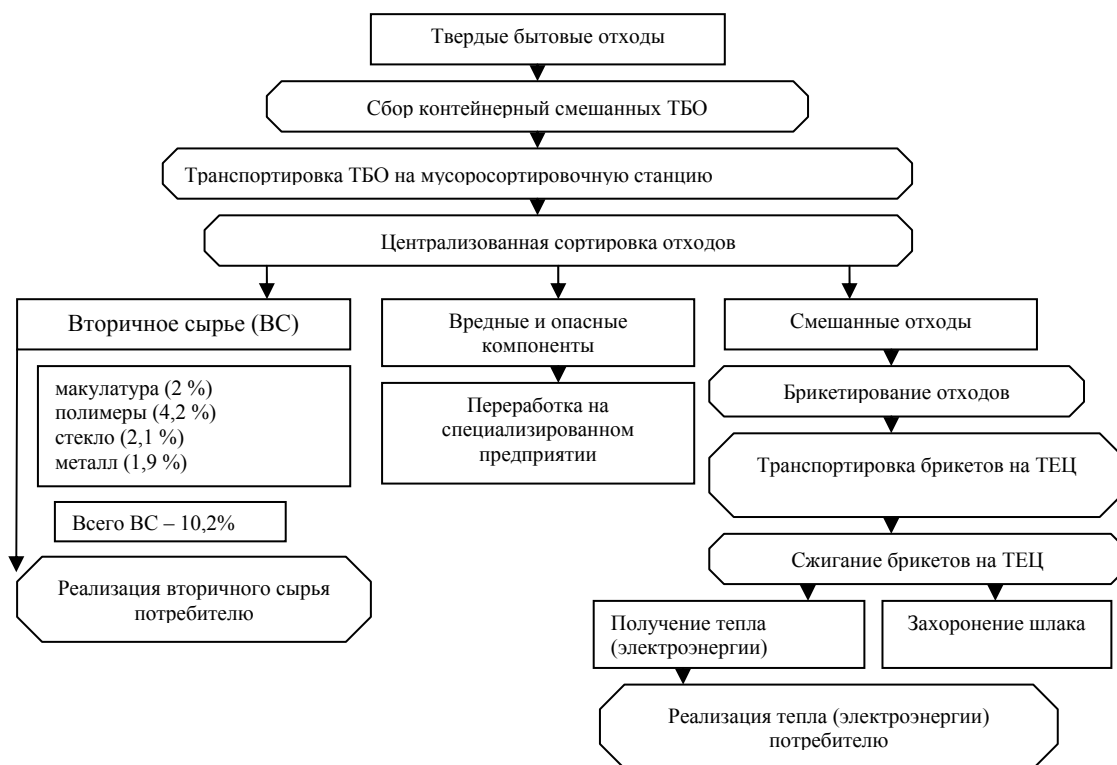 Твердые бытовые отходы
Сбор контейнерный смешанных ТБО
Транспортировка ТБО на мусоросортировочную станцию
Централизованная сортировка отходов
Вторичное сырье (ВС)
макулатура (2 %)
полимеры (4,2 %)
стекло (2,1 %)
металл (1,9 %)
Всего ВС – 10,2%
Реализация вторичного сырья
потребителю
Вредные и опасные
компоненты
Переработка на
специализированном
предприятии
Смешанные отходы
Брикетирование отходов
Транспортировка брикетов на ТЕЦ
Сжигание брикетов на ТЕЦ
Получение тепла
(электроэнергии)
Захоронение шлака
Реализация тепла (электроэнергии)
потребителю